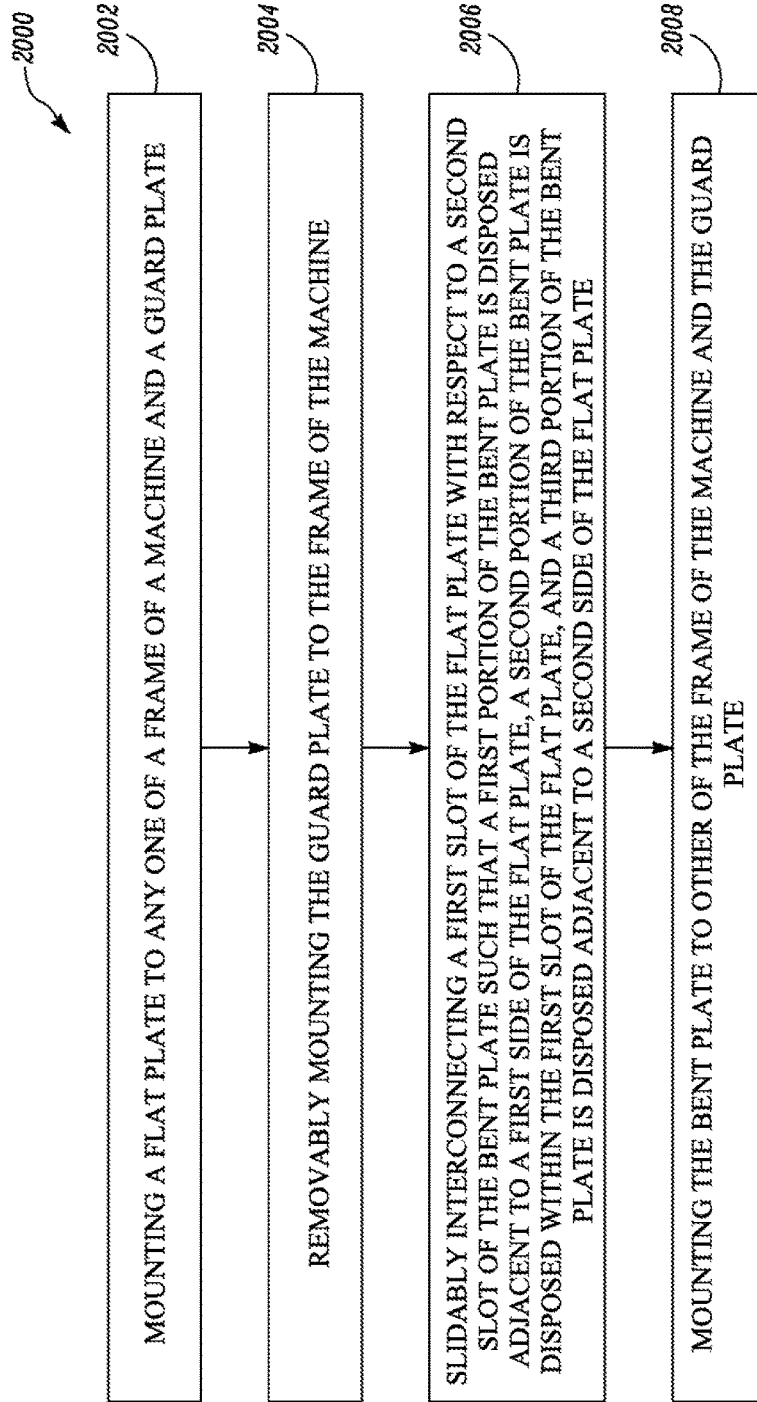 2000
2002
MOUNTING A FLAT PLATE TO ANY ONE OF A FRAME OF A MACHINE AND A GUARD PLATE
2004
REMOVABLY MOUNTING THE GUARD PLATE TO THE FRAME OF THE MACHINE
2006
SLIDABLY INTERCONNECTING A FIRST SLOT OF THE FLAT PLATE WITH RESPECT TO A SECOND
SLOT OF THE BENT PLATE SUCH THAT A FIRST PORTION OF THE BENT PLATE IS DISPOSED
ADJACENT TO A FIRST SIDE OF THE FLAT PLATE, A SECOND PORTION OF THE BENT PLATE IS
DISPOSED WITHIN THE FIRST SLOT OF THE FLAT PLATE, AND A THIRD PORTION OF THE BENT
PLATE IS DISPOSED ADJACENT TO A SECOND SIDE OF THE FLAT PLATE
2008
MOUNTING THE BENT PLATE TO OTHER OF THE FRAME OF THE MACHINE AND THE GUARD
PLATE